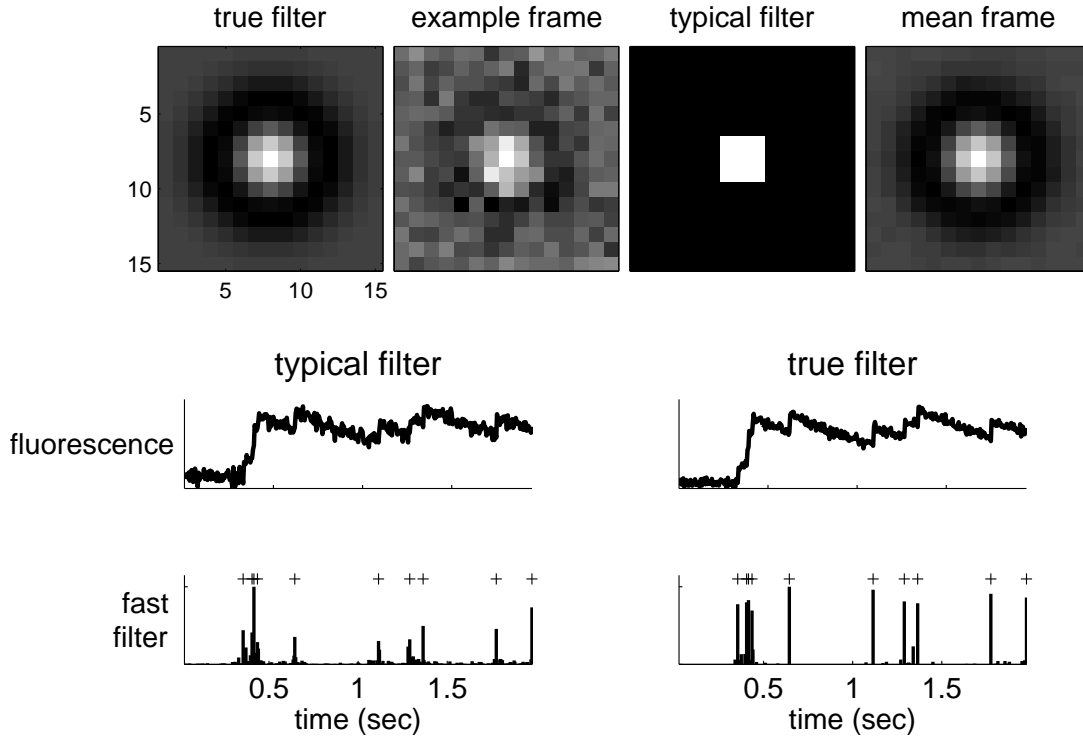 true filter
example frame
typical filter
mean frame
5
10
15
5
10
15
typical filter
true filter
fluorescence
fast
filter
0.5
1
1.5
time (sec)
0.5
1
1.5
time (sec)